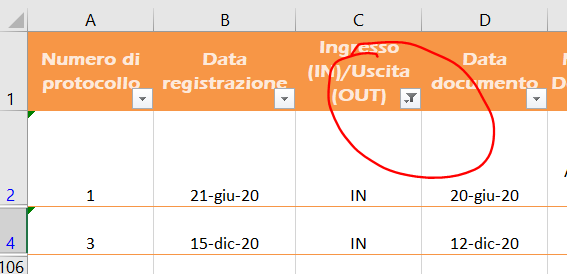 A B C D
1 Numero di protocollo Data registrazione Ingresso (IN)/Uscita (OUT) Data documento
2 1 21-giu-20 IN 20-giu-20
4 3 15-dic-20 IN 12-dic-20
106